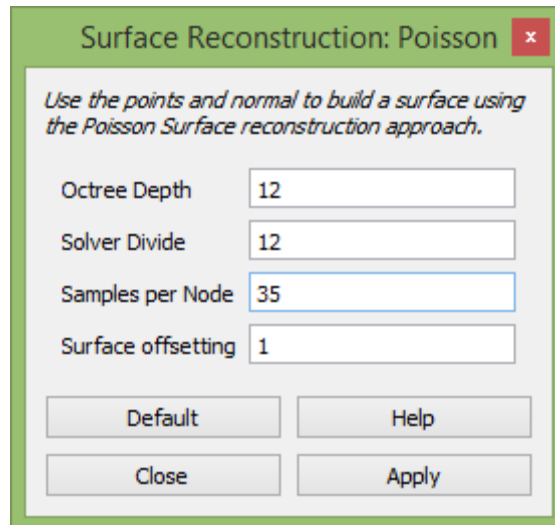 Surface Reconstruction: Poisson x
Use the points and normal to build a surface using
the Poisson Surface reconstruction approach.
Octree Depth 12
Solver Divide 12
Samples per Node 35
Surface offsetting 1
Default Help
Close Apply